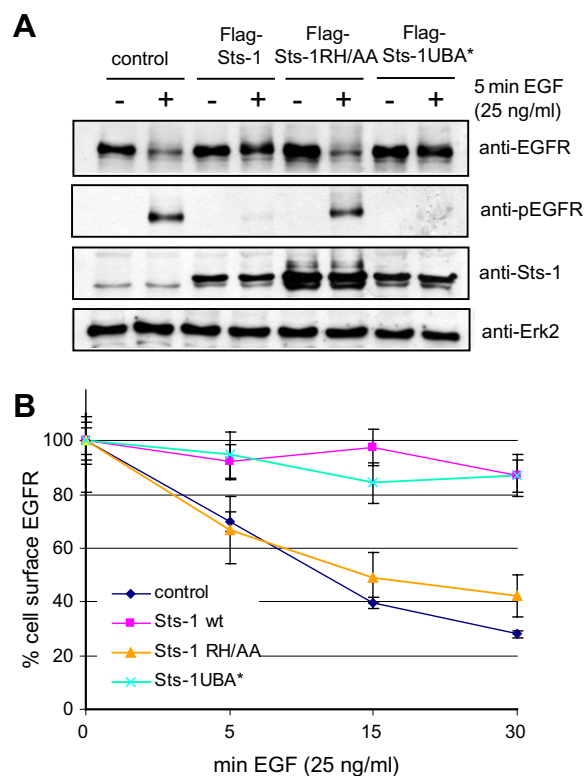 A
control
Flag-
Sts-1
Flag-
Sts-1RH/AA
Flag-
Sts-1UBA*
- + - + - + - +
5 min EGF
(25 ng/ml)
anti-EGFR
anti-pEGFR
anti-Sts-1
anti-Erk2
B
% cell surface EGFR
100
80
60
40
20
0
control
Sts-1 wt
Sts-1 RH/AA
Sts-1UBA*
0 5 15 30
min EGF (25 ng/ml)